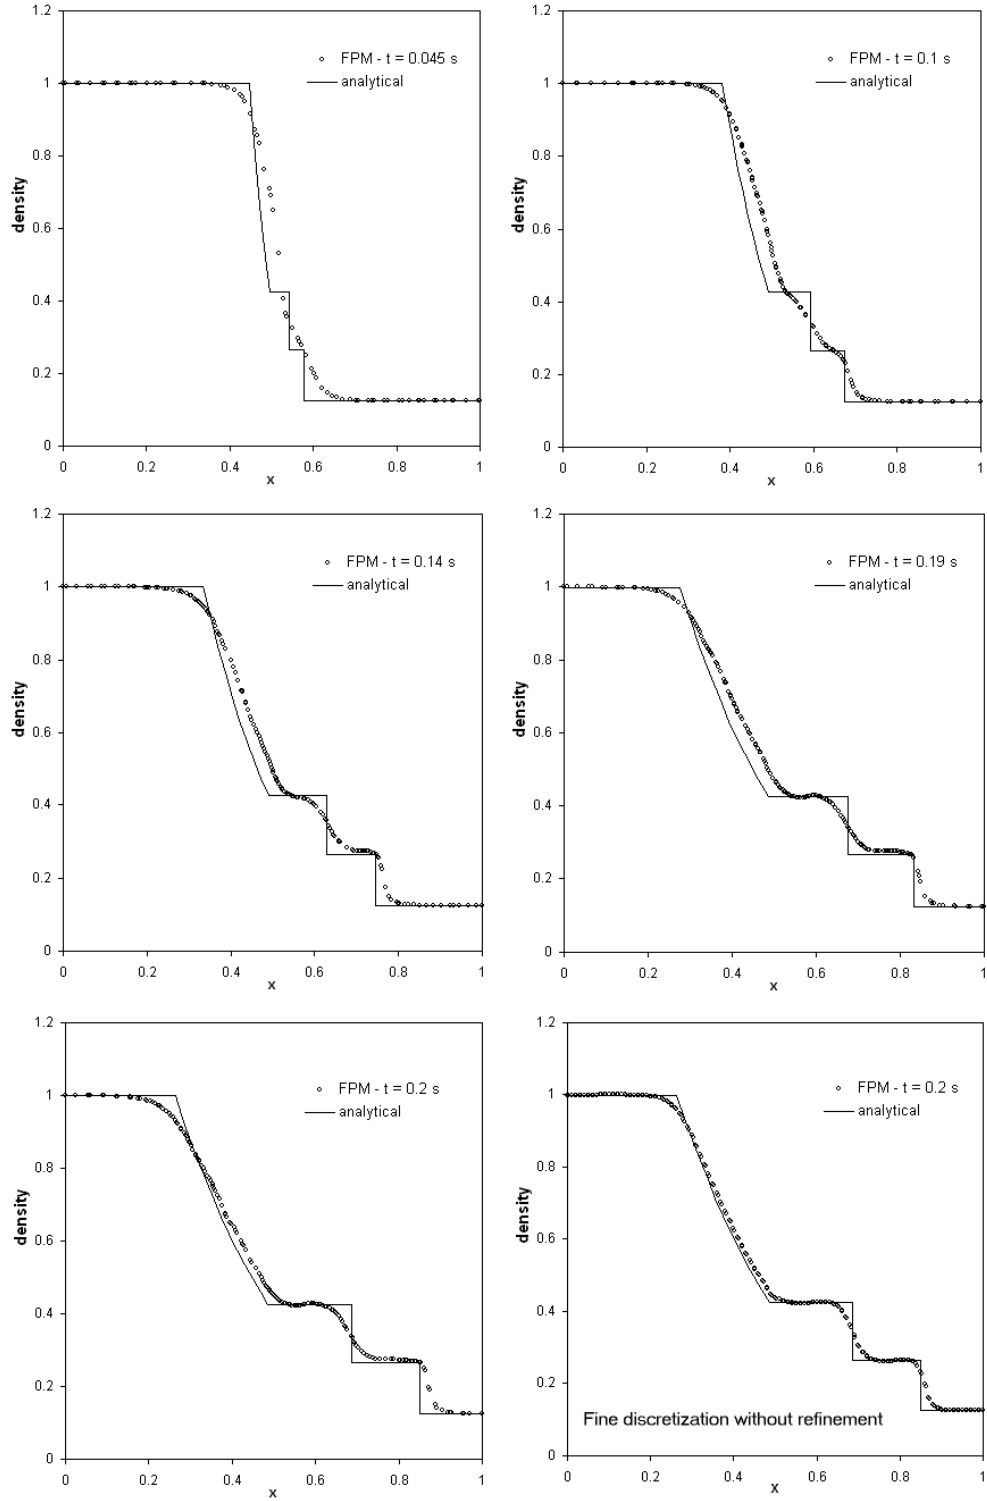 1.2
FPM - t = 0.045 s
analytical
1
0.8
density
0.6
0.4
0.2
0
0 0.2 0.4 0.6 0.8 1
x
1.2
FPM - t = 0.1 s
analytical
1
0.8
density
0.6
0.4
0.2
0
0 0.2 0.4 0.6 0.8 1
x
1.2
FPM - t = 0.14 s
analytical
1
0.8
density
0.6
0.4
0.2
0
0 0.2 0.4 0.6 0.8 1
x
1.2
FPM - t = 0.19 s
analytical
1
0.8
density
0.6
0.4
0.2
0
0 0.2 0.4 0.6 0.8 1
x
1.2
FPM - t = 0.2 s
analytical
1
0.8
density
0.6
0.4
0.2
0
0 0.2 0.4 0.6 0.8 1
x
1.2
FPM - t = 0.2 s
analytical
1
0.8
density
0.6
0.4
0.2
Fine discretization without refinement
0
0 0.2 0.4 0.6 0.8 1
x